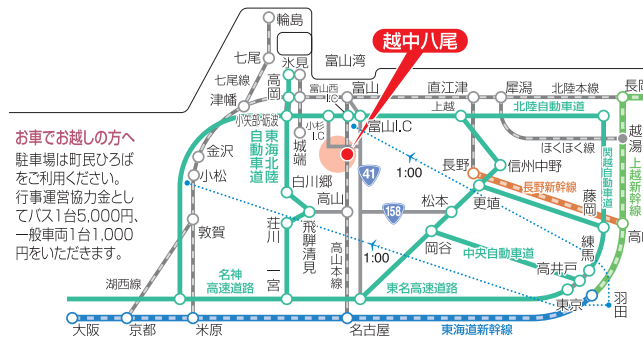 輪島
七尾
七尾線
氷見
富山湾
越中八尾
高岡
津幡
富山西I.C
富山
直江津
犀潟
北陸本線
長岡
小矢部砺波
小杉I.C
富山I.C
上越
北陸自動車道
越
湯
ほくほく線
お車でお越しの方へ
駐車場は町民ひろば
をご利用ください。
行事運営協力金とし
てバス1台5,000円、
一般車両1台1,000
円をいただきます。
金沢
小松
東海北陸
自動車道
城端
41
1:00
長野
信州中野
関越自動車道
上越新幹線
白川郷
長野新幹線
藤岡
高山
158
松本
更埴
敦賀
荘川
飛騨清見
高山本線
岡谷
高
練馬
中央自動車道
高井戸
1:00
湖西線
名神
高速道路
一宮
東名高速道路
東京
羽田
大阪
京都
米原
名古屋
東海道新幹線